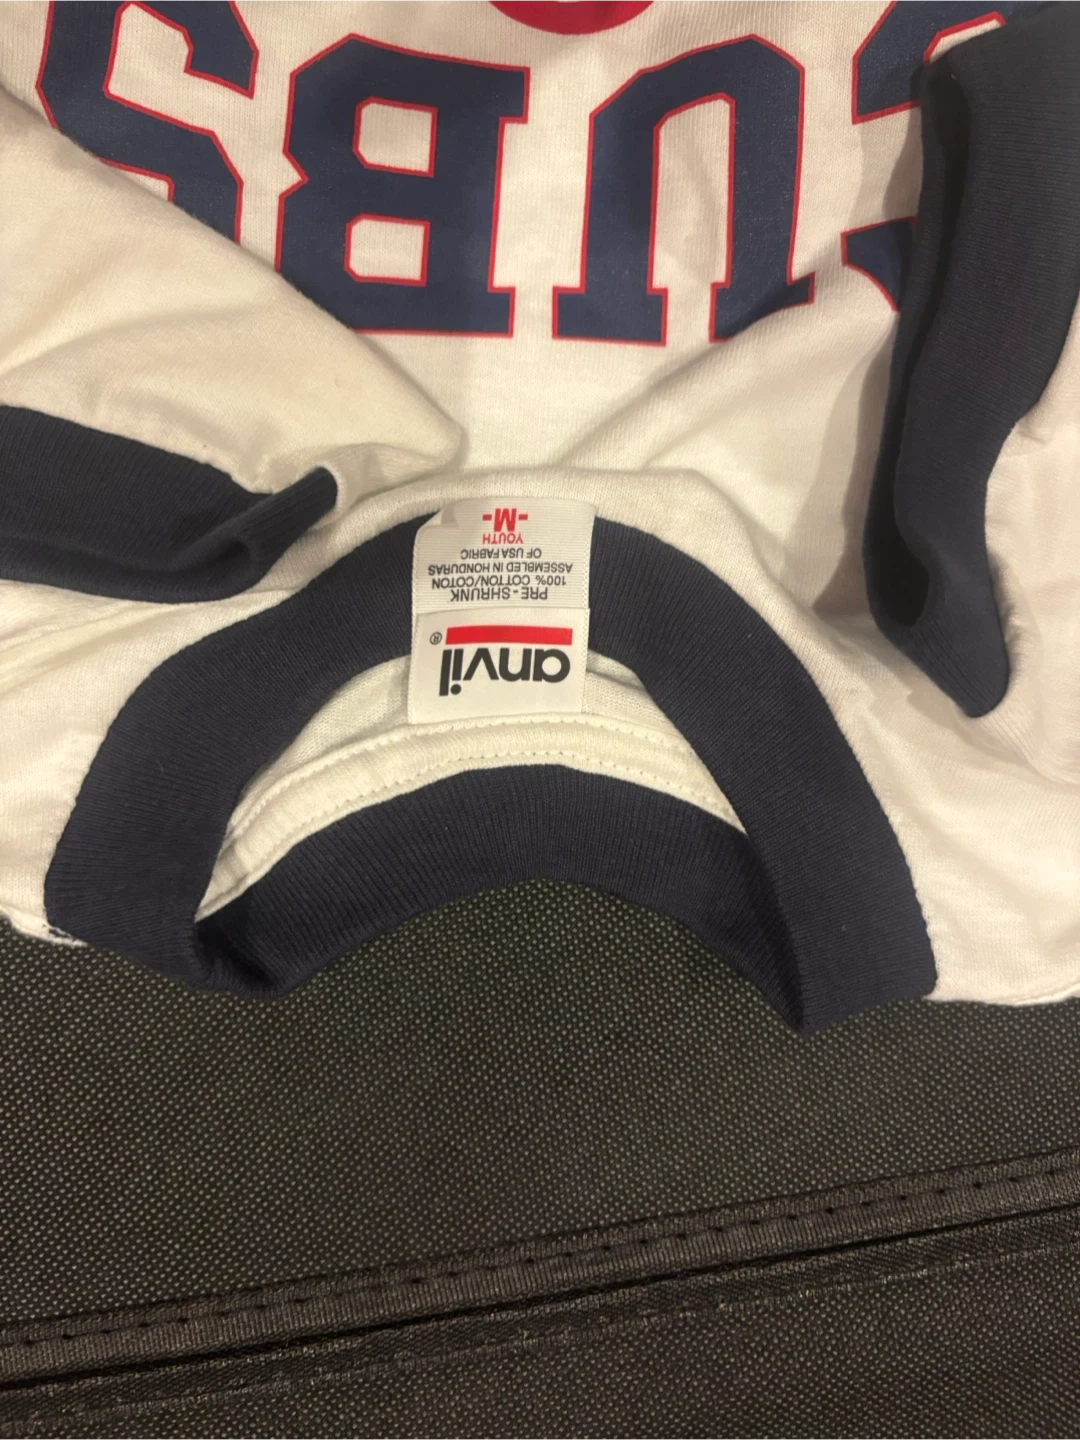 anvil®
PRE-SHRUNK
100% COTTON/COTON
ASSEMBLED IN HONDURAS
OF USA FABRIC
YOUTH
-M-
CUBS